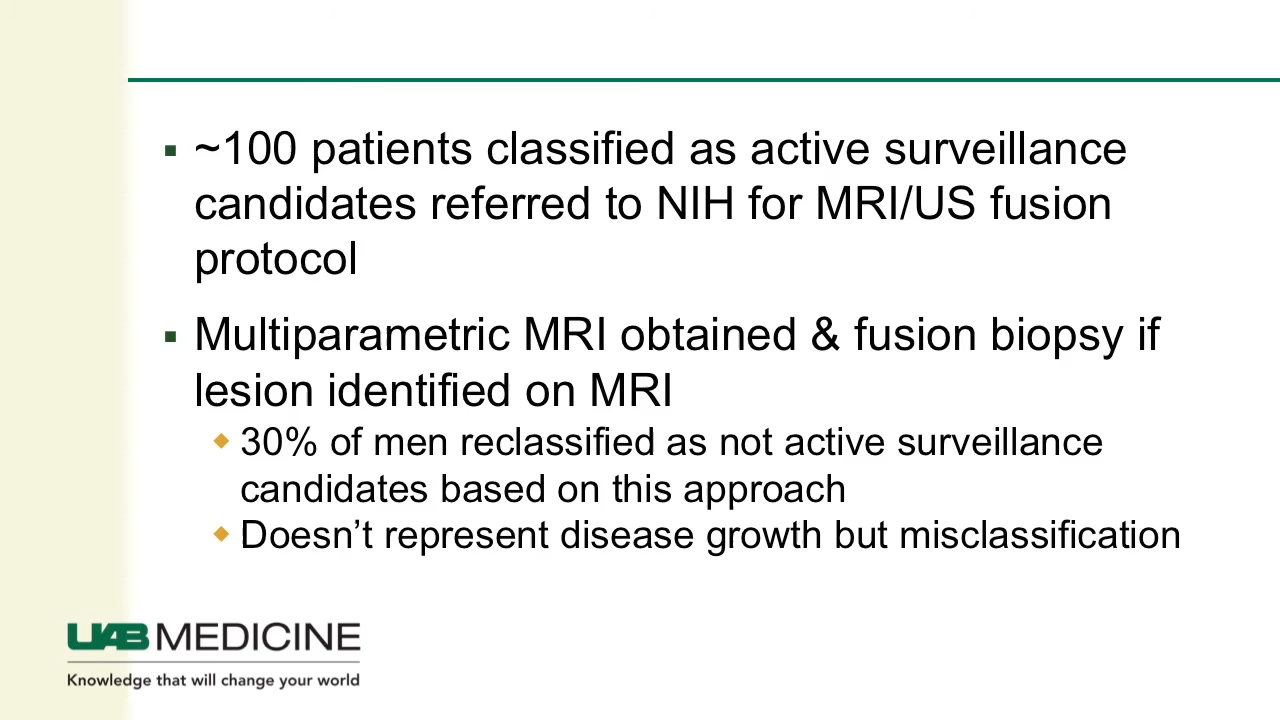 ▪ ~100 patients classified as active surveillance
candidates referred to NIH for MRI/US fusion
protocol
▪ Multiparametric MRI obtained & fusion biopsy if
lesion identified on MRI
◆ 30% of men reclassified as not active surveillance
candidates based on this approach
◆ Doesn’t represent disease growth but misclassification
UAB MEDICINE
Knowledge that will change your world